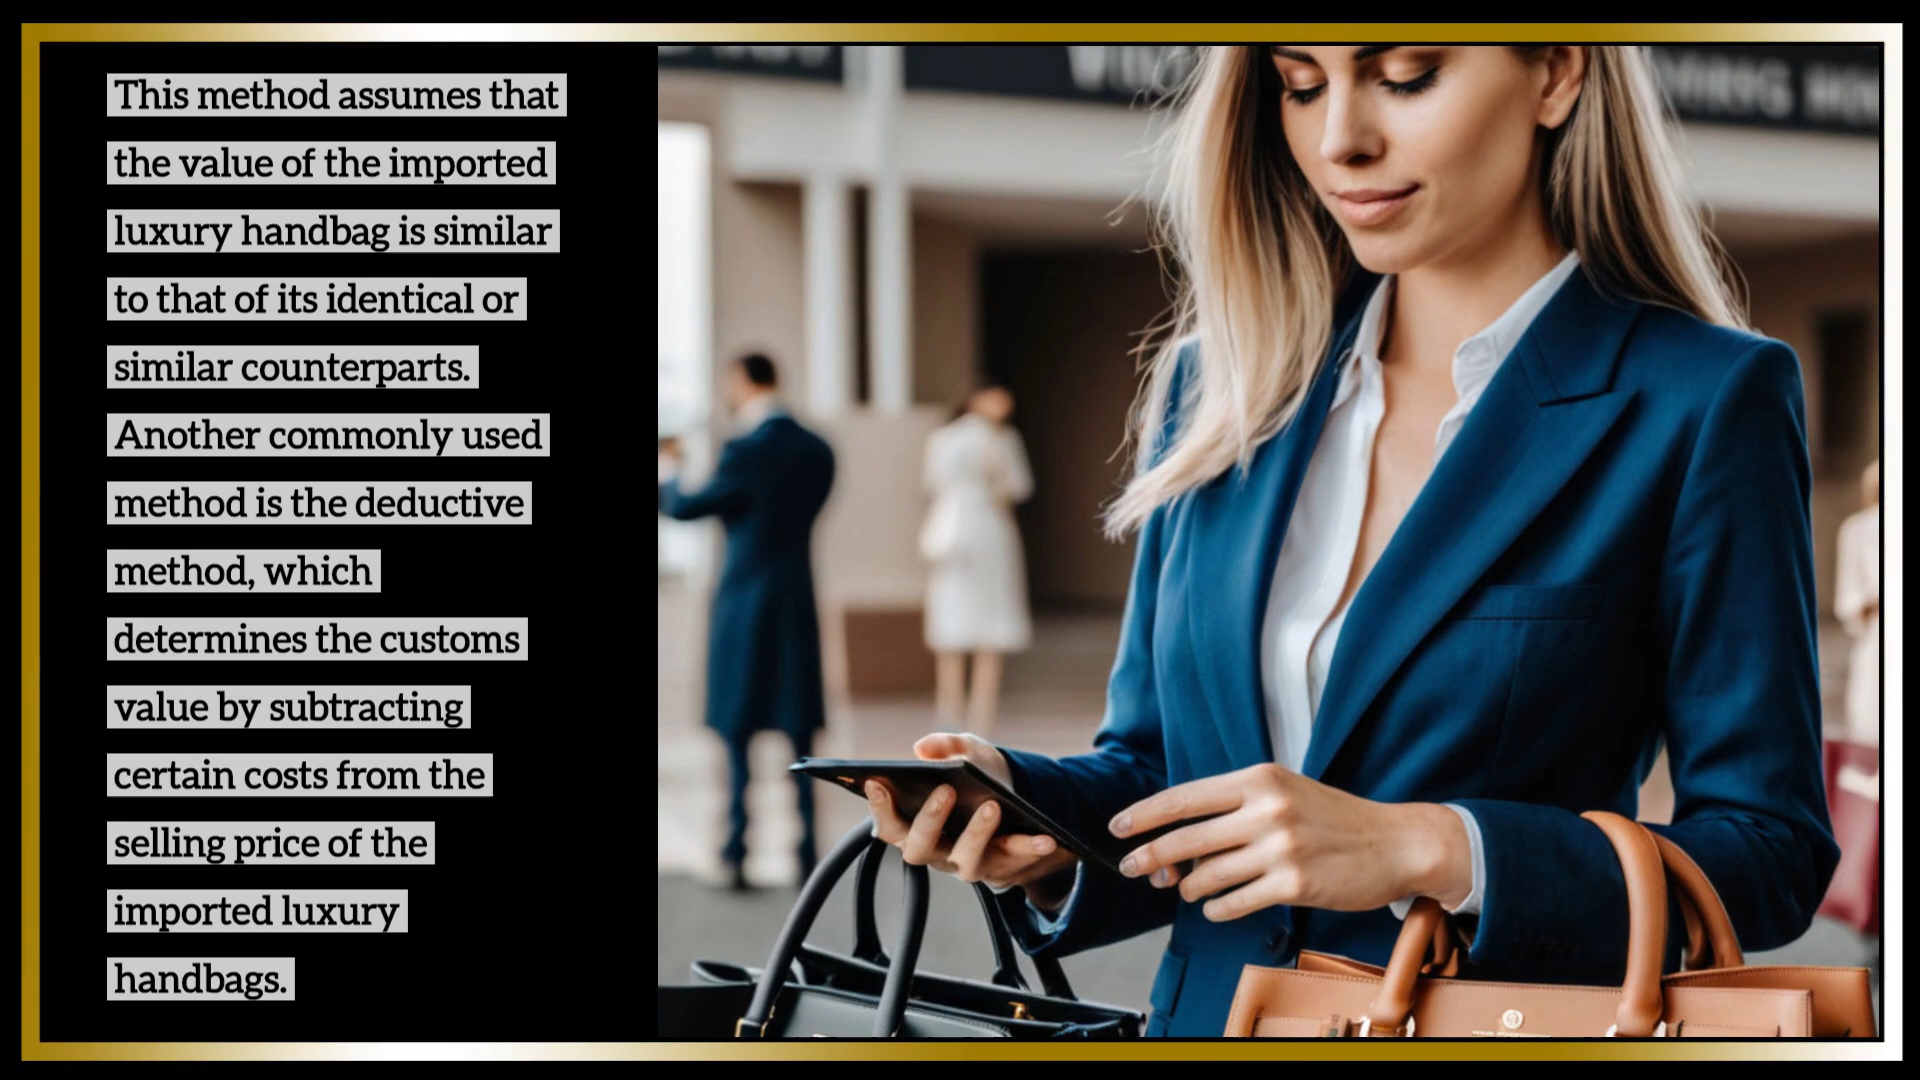 This method assumes that
the value of the imported
luxury handbag is similar
to that of its identical or
similar counterparts.
Another commonly used
method is the deductive
method, which
determines the customs
value by subtracting
certain costs from the
selling price of the
imported luxury
handbags.